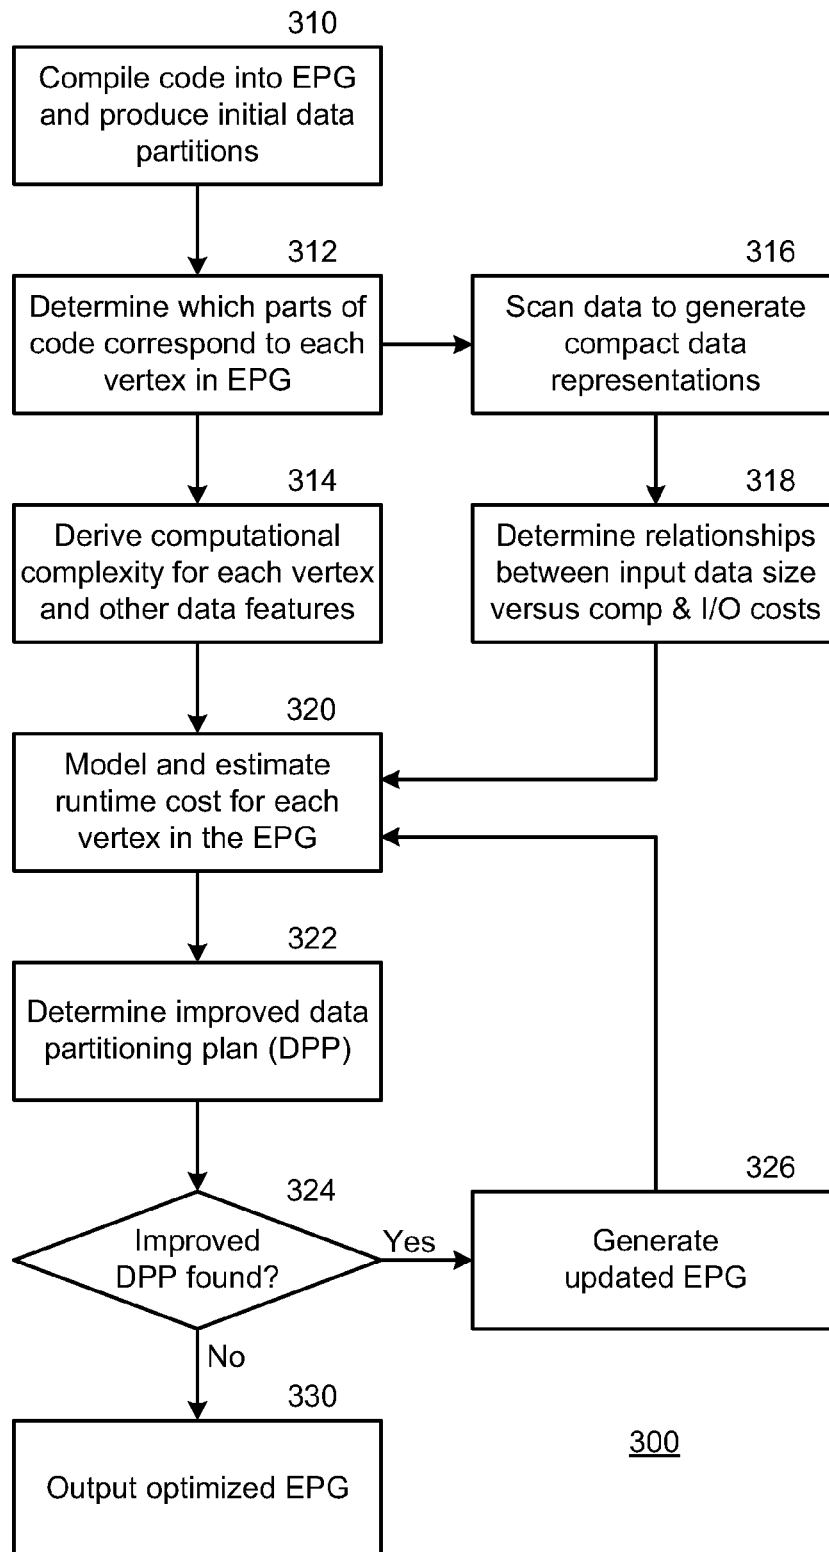 310
Compile code into EPG
and produce initial data
partitions
312
Determine which parts of
code correspond to each
vertex in EPG
316
Scan data to generate
compact data
representations
314
Derive computational
complexity for each vertex
and other data features
318
Determine relationships
between input data size
versus comp & I/O costs
320
Model and estimate
runtime cost for each
vertex in the EPG
322
Determine improved data
partitioning plan (DPP)
324
Improved
DPP found?
Yes
326
Generate
updated EPG
No
330
Output optimized EPG
300